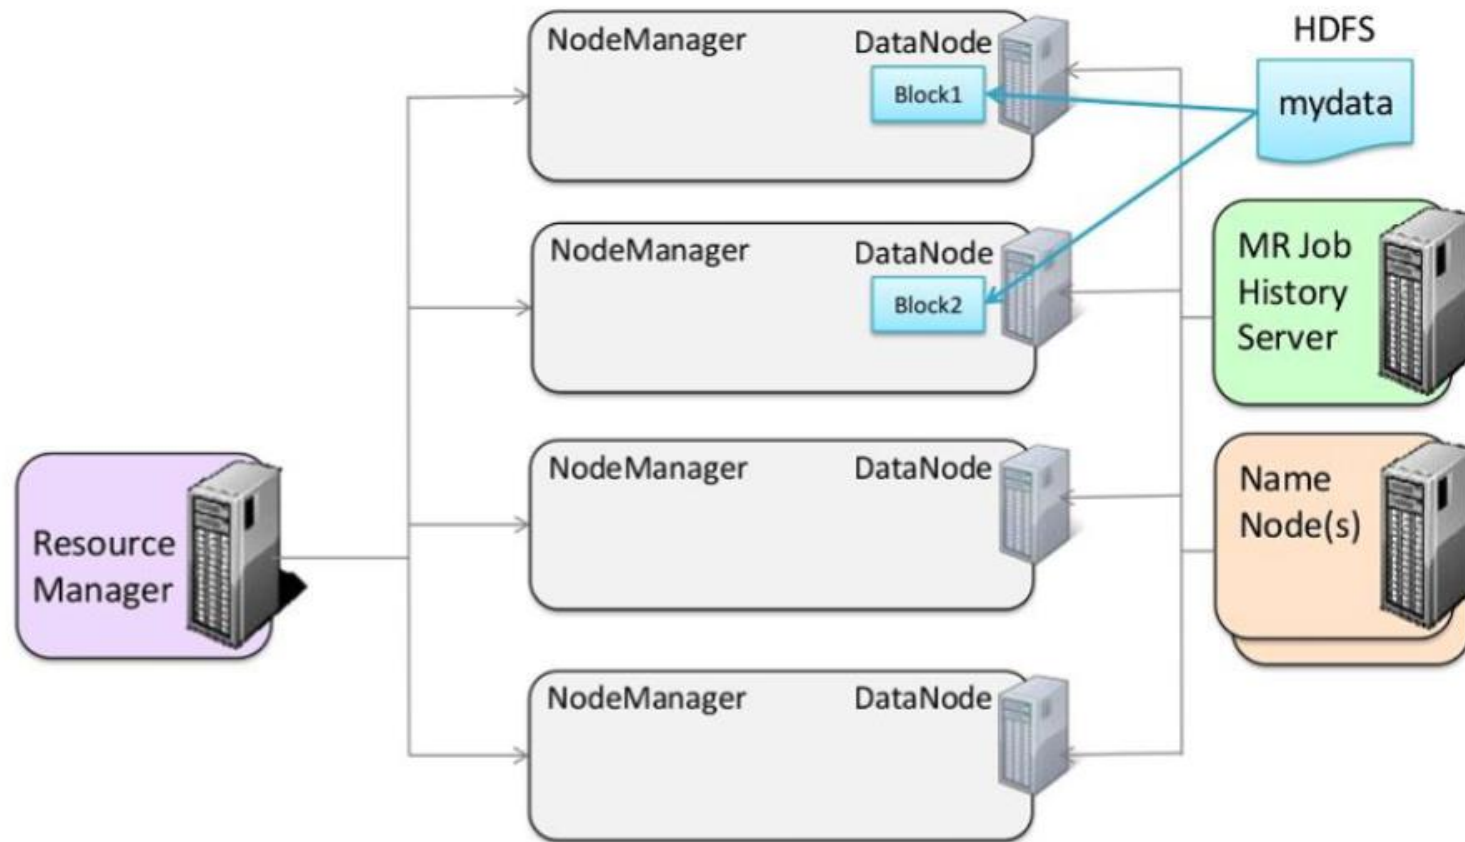 NodeManager DataNode
Block1
HDFS
mydata
NodeManager DataNode
Block2
MR Job
History
Server
Resource
Manager
NodeManager DataNode
Name
Node(s)
NodeManager DataNode